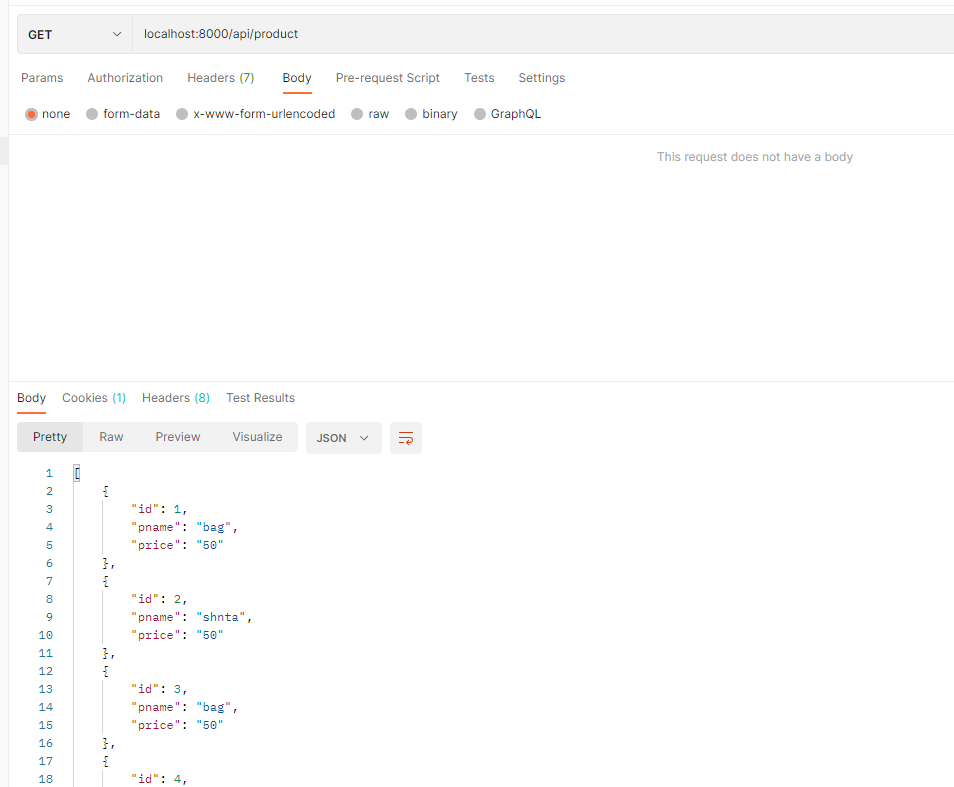 GET localhost:8000/api/product
Params Authorization Headers (7) Body Pre-request Script Tests Settings
none form-data x-www-form-urlencoded raw binary GraphQL
This request does not have a body
Body Cookies (1) Headers (8) Test Results
Pretty Raw Preview Visualize JSON
1 [
2 {
3 "id": 1,
4 "pname": "bag",
5 "price": "50"
6 },
7 {
8 "id": 2,
9 "pname": "shnta",
10 "price": "50"
11 },
12 {
13 "id": 3,
14 "pname": "bag",
15 "price": "50"
16 },
17 {
18 "id": 4,